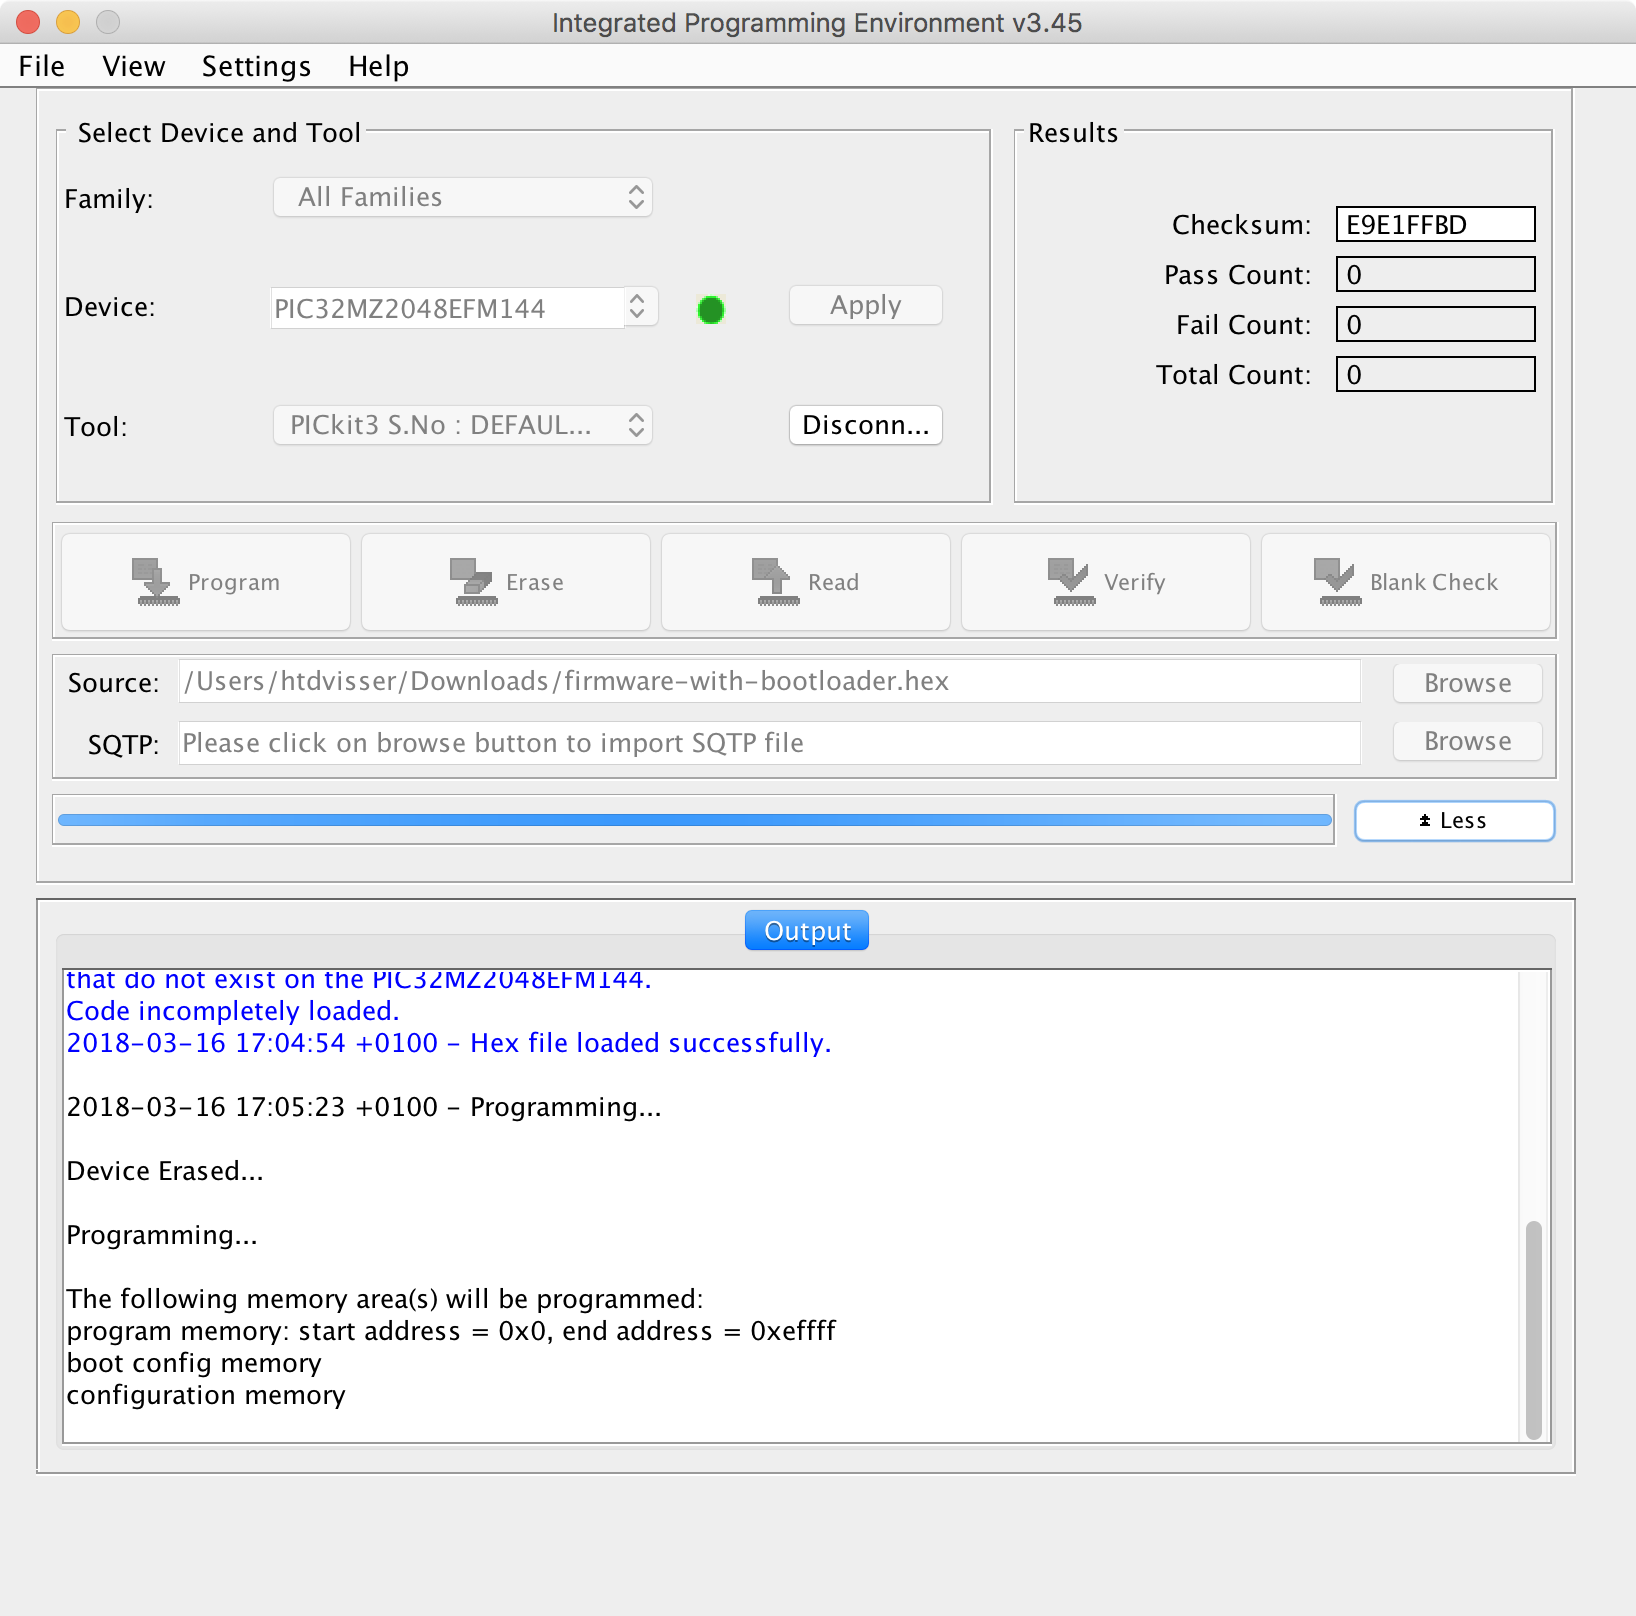 Integrated Programming Environment v3.45
File View Settings Help
Select Device and Tool
Family: All Families
Device: PIC32MZ2048EFM144 Apply
Tool: PICkit3 S.No : DEFAUL... Disconn...
Results
Checksum: E9E1FFBD
Pass Count: 0
Fail Count: 0
Total Count: 0
Program Erase Read Verify Blank Check
Source: /Users/htdvisser/Downloads/firmware-with-bootloader.hex Browse
SQTP: Please click on browse button to import SQTP file Browse
± Less
Output
that do not exist on the PIC32MZ2048EFM144.
Code incompletely loaded.
2018-03-16 17:04:54 +0100 - Hex file loaded successfully.
2018-03-16 17:05:23 +0100 - Programming...
Device Erased...
Programming...
The following memory area(s) will be programmed:
program memory: start address = 0x0, end address = 0xeffff
boot config memory
configuration memory